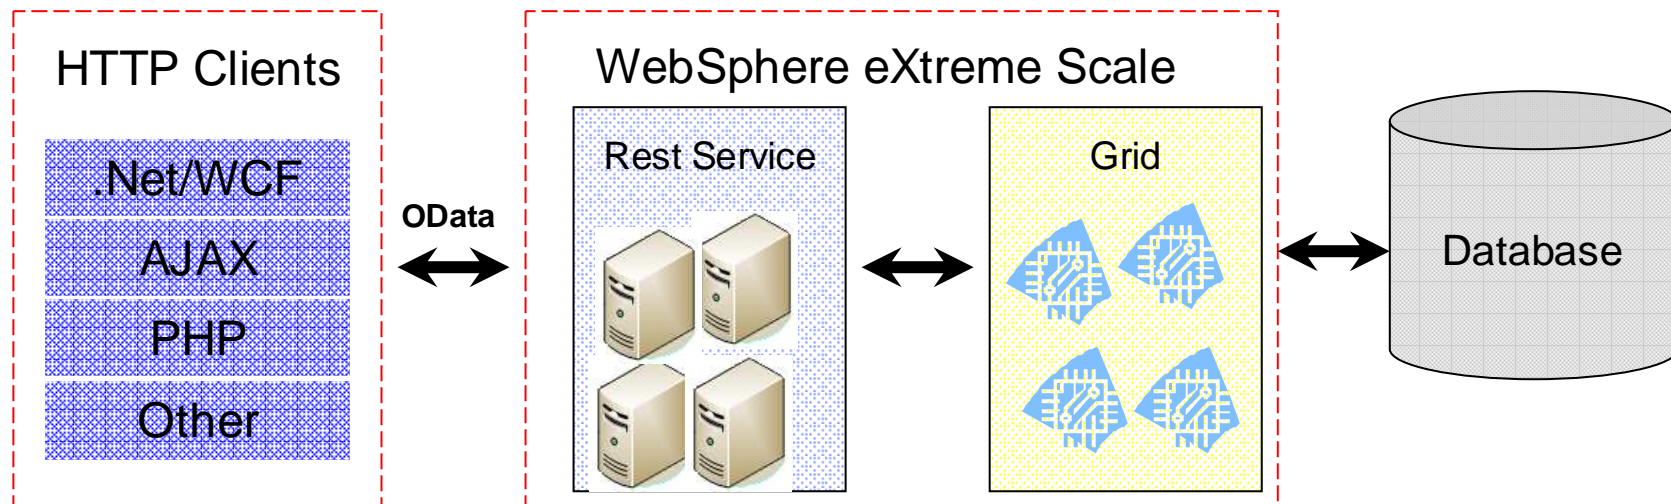 HTTP Clients
.Net/WCF
AJAX
PHP
Other
OData
WebSphere eXtreme Scale
Rest Service
Grid
Database